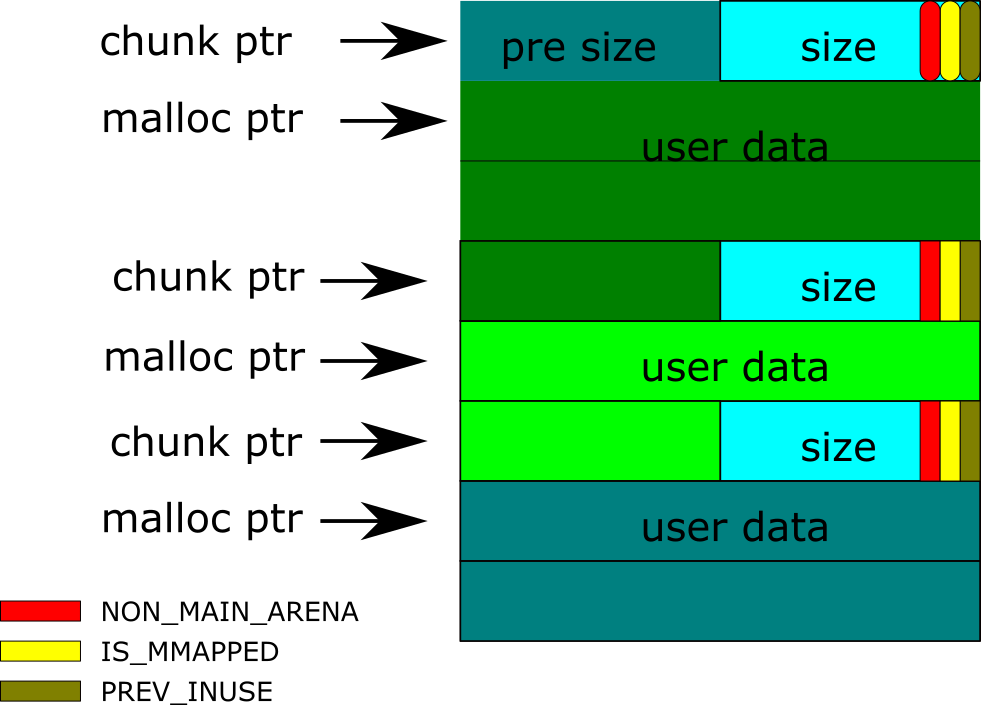 chunk ptr pre size size
malloc ptr user data
chunk ptr size
malloc ptr user data
chunk ptr size
malloc ptr user data
NON_MAIN_ARENA
IS_MMAPPED
PREV_INUSE